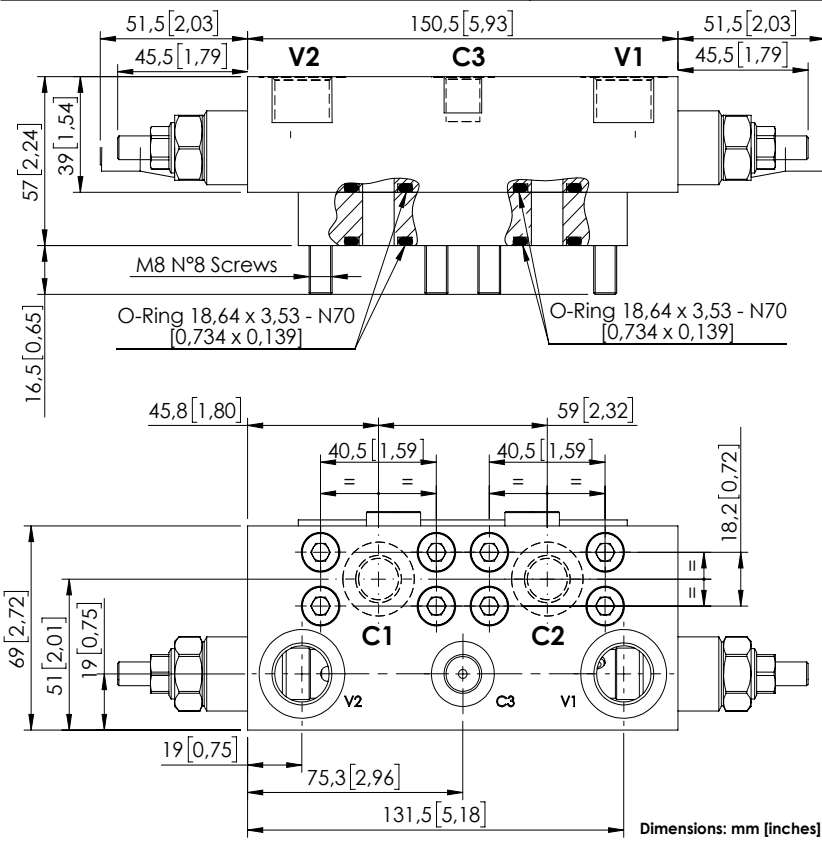 51,5[2,03]
150,5[5,93]
51,5[2,03]
45,5[1,79]
45,5[1,79]
V2
C3
V1
57[2,24]
39[1,54]
M8 N°8 Screws
16,5[0,65]
O-Ring 18,64 x 3,53 - N70
[0,734 x 0,139]
O-Ring 18,64 x 3,53 - N70
[0,734 x 0,139]
45,8[1,80]
59[2,32]
40,5[1,59]
40,5[1,59]
= =
= =
18,2[0,72]
=
=
69[2,72]
51[2,01]
19[0,75]
C1
C2
V2
C3
V1
19[0,75]
75,3[2,96]
131,5[5,18]
Dimensions: mm [inches]